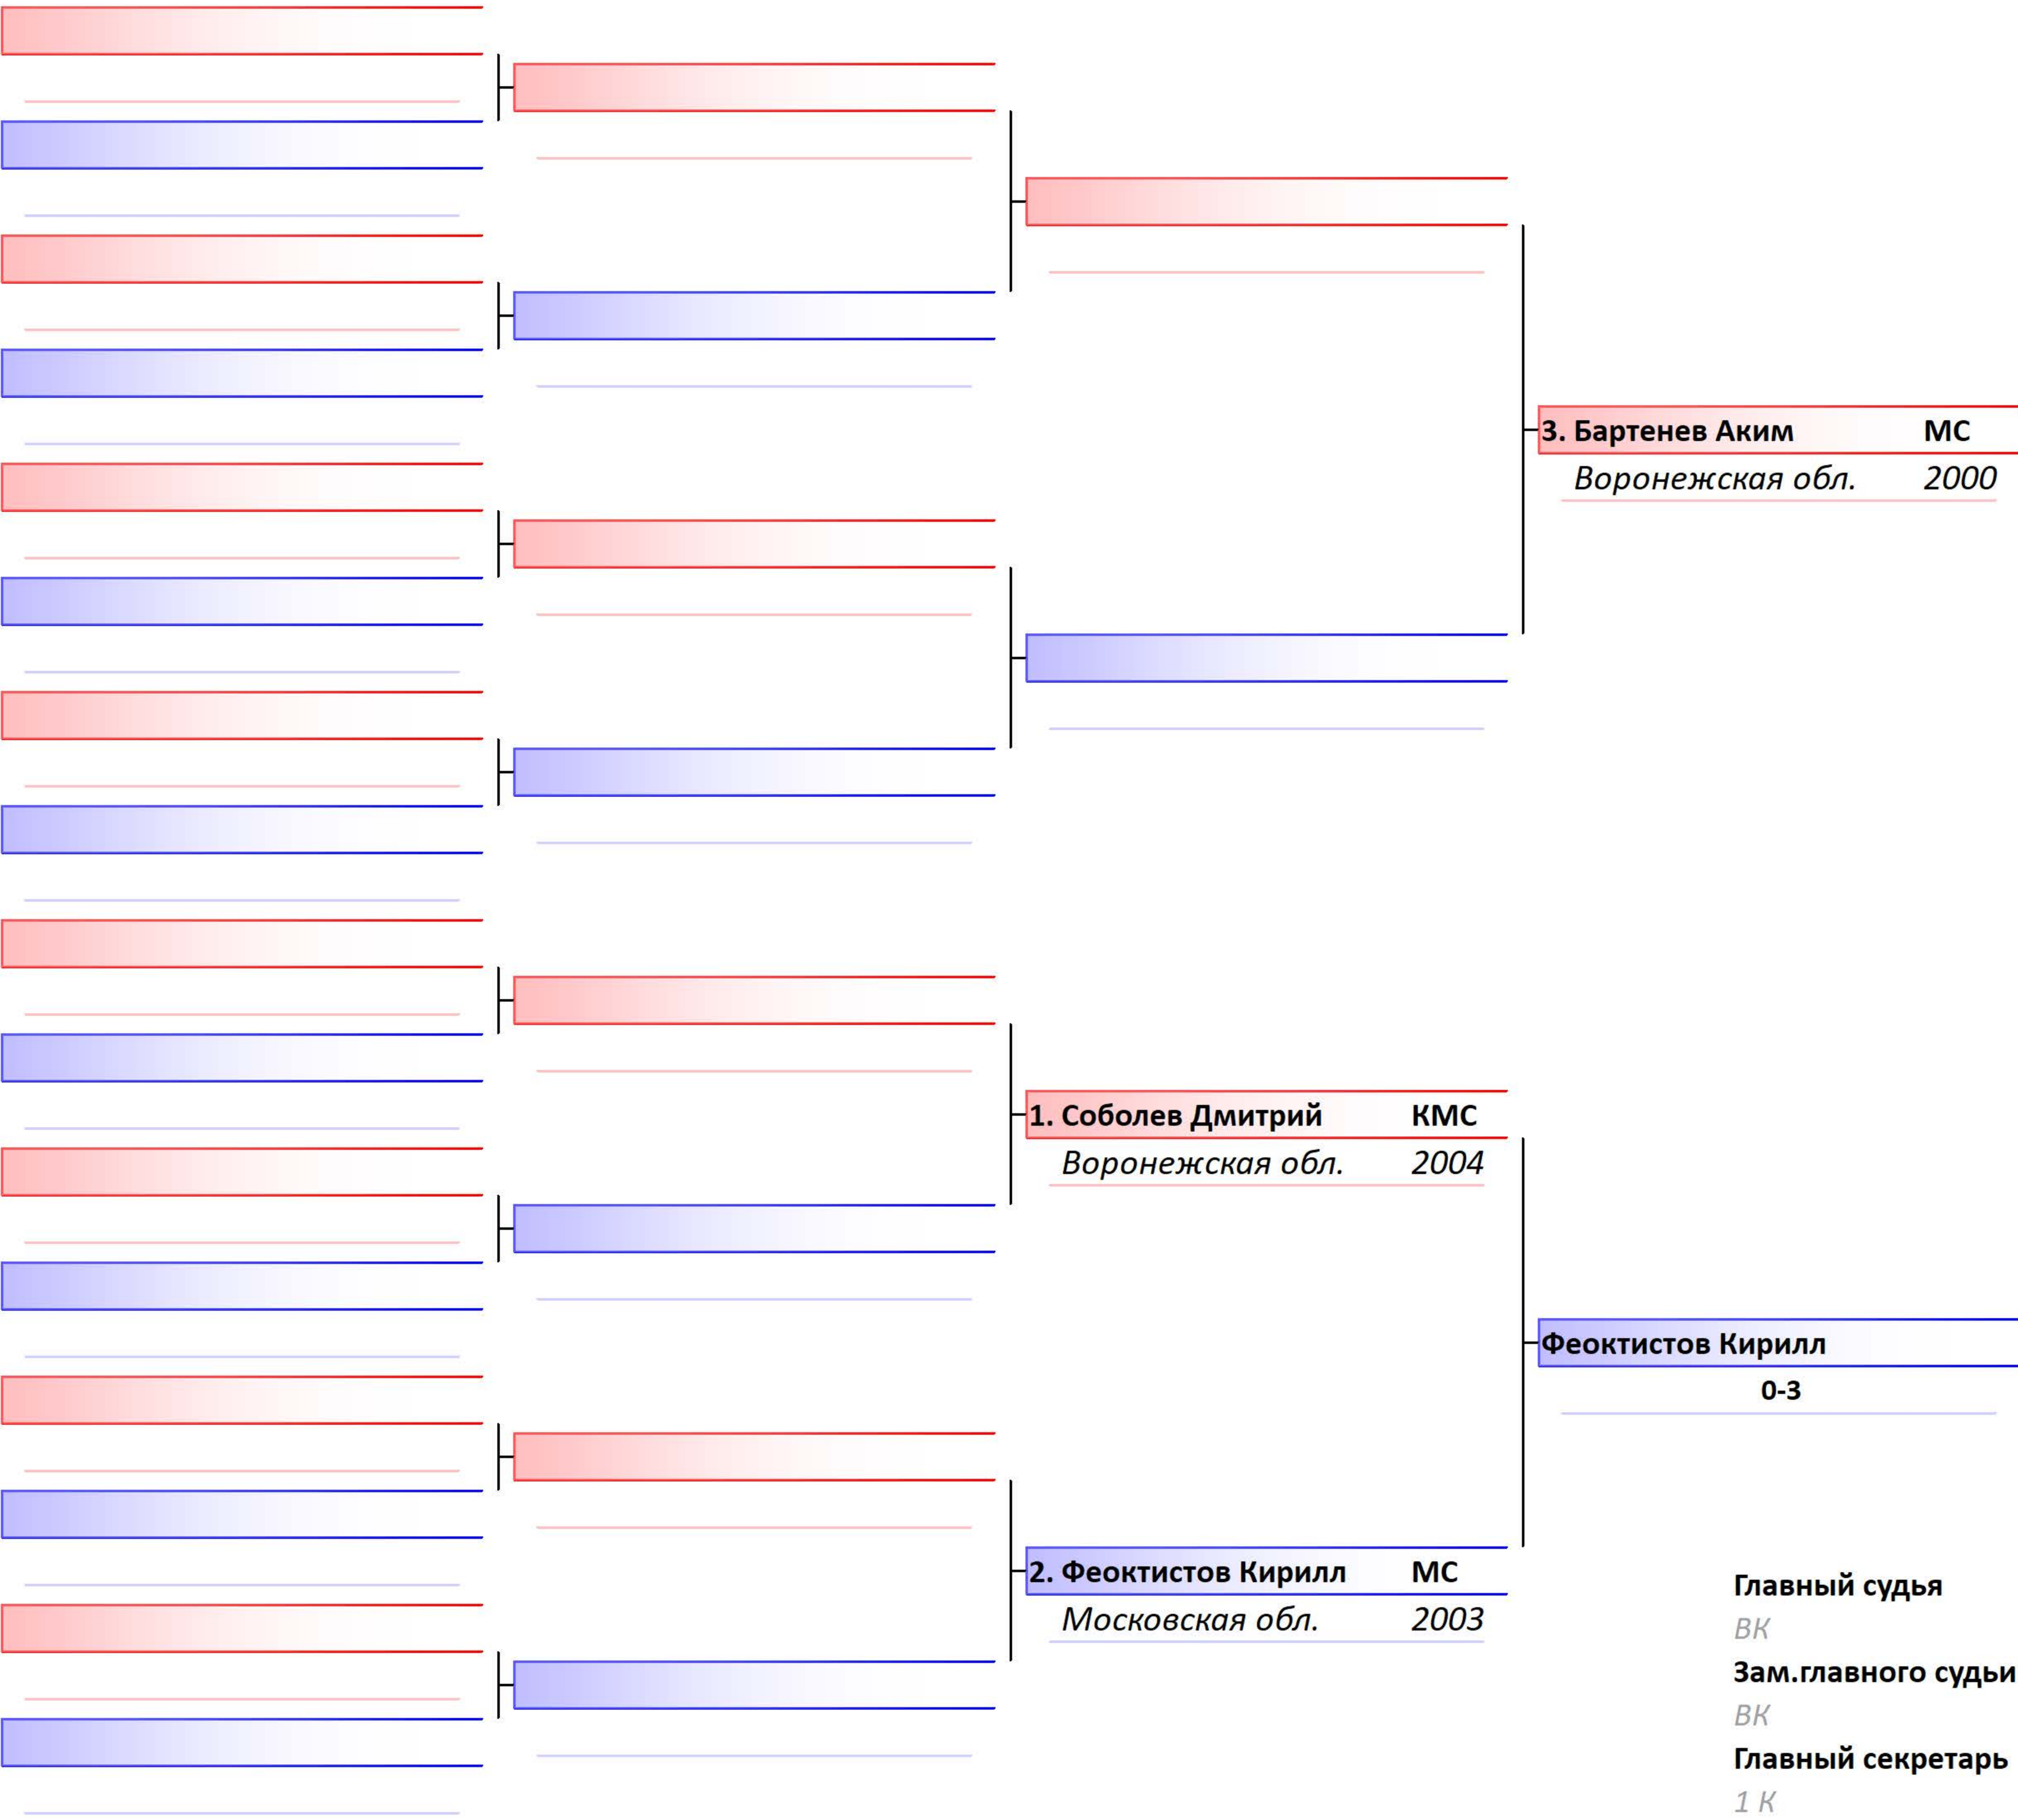 3. Бартенев Аким МС
Воронежская обл. 2000
1. Соболев Дмитрий КМС
Воронежская обл. 2004
Феоктистов Кирилл
0-3
2. Феоктистов Кирилл МС
Московская обл. 2003
Главный судья
ВК
Зам.главного судьи
ВК
Главный секретарь
1 К